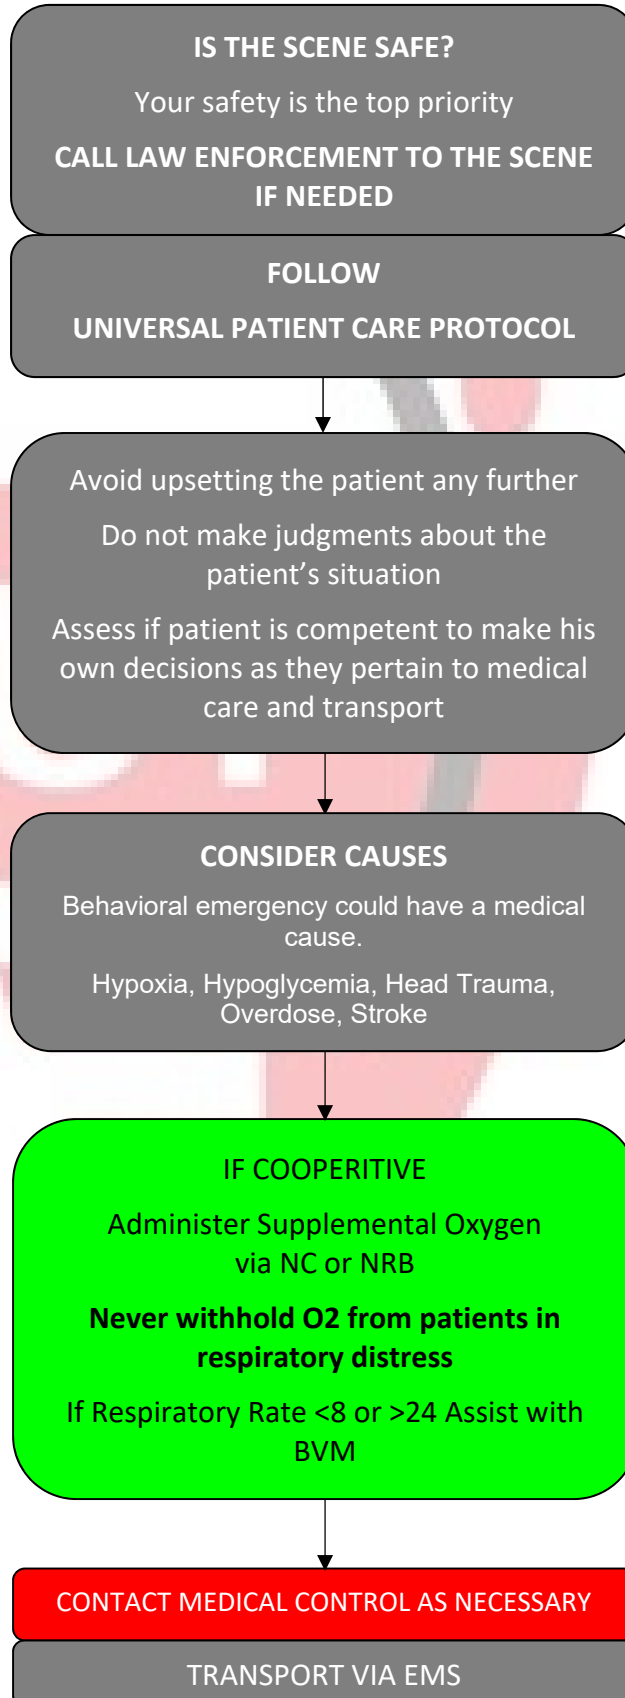 IS THE SCENE SAFE?
Your safety is the top priority
CALL LAW ENFORCEMENT TO THE SCENE
IF NEEDED
FOLLOW
UNIVERSAL PATIENT CARE PROTOCOL
Avoid upsetting the patient any further
Do not make judgments about the
patient’s situation
Assess if patient is competent to make his
own decisions as they pertain to medical
care and transport
CONSIDER CAUSES
Behavioral emergency could have a medical
cause.
Hypoxia, Hypoglycemia, Head Trauma,
Overdose, Stroke
IF COOPERITIVE
Administer Supplemental Oxygen
via NC or NRB
Never withhold O2 from patients in
respiratory distress
If Respiratory Rate <8 or >24 Assist with
BVM
CONTACT MEDICAL CONTROL AS NECESSARY
TRANSPORT VIA EMS